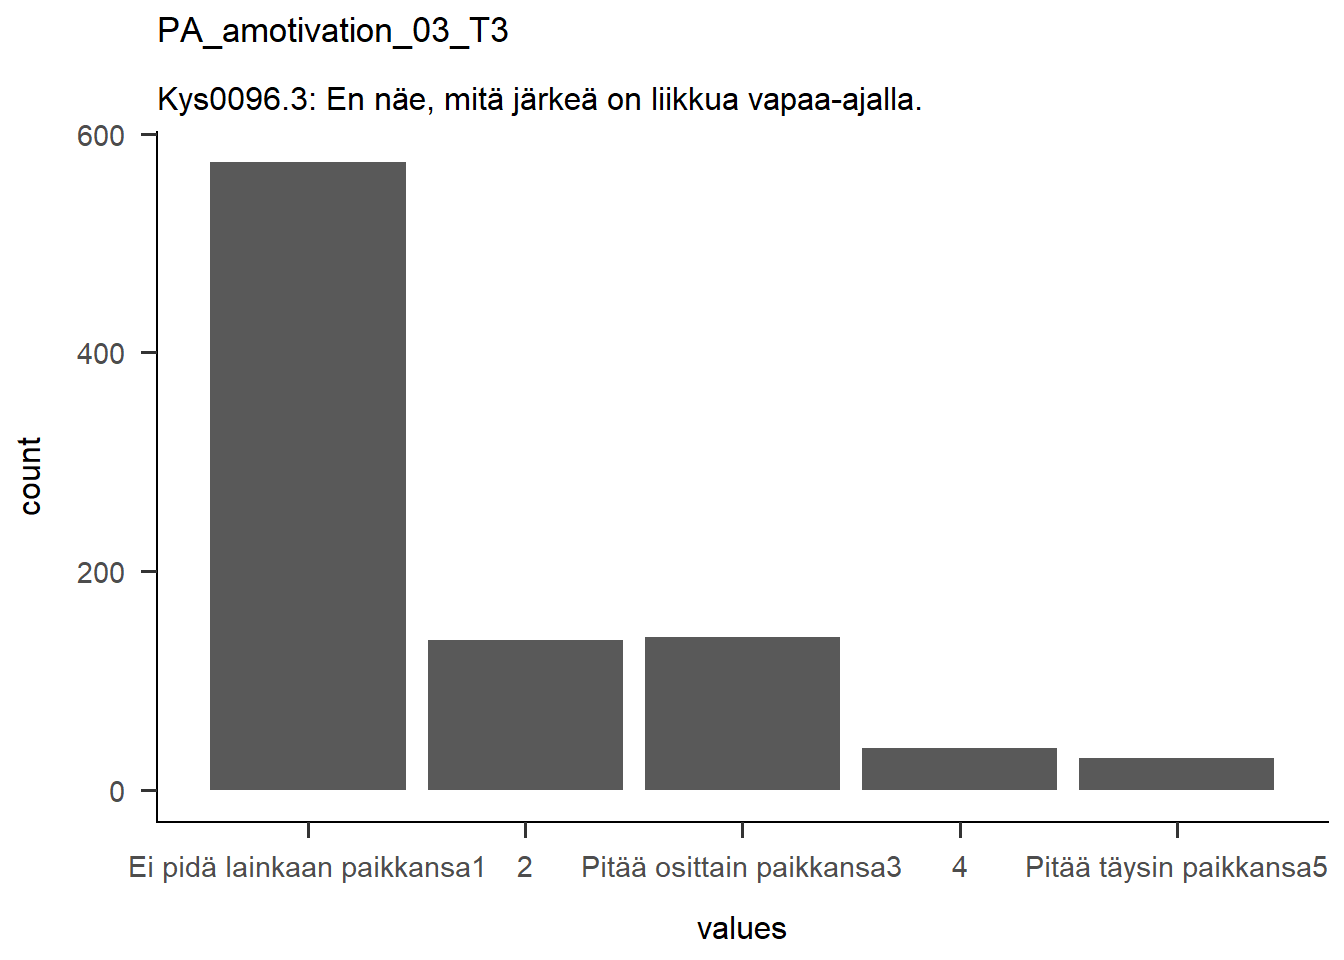 PA_amotivation_03_T3
Kys0096.3: En näe, mitä järkeä on liikkua vapaa-ajalla.
600
400
200
0
count
Ei pidä lainkaan paikkansa1 2 Pitää osittain paikkansa3 4 Pitää täysin paikkansa5
values